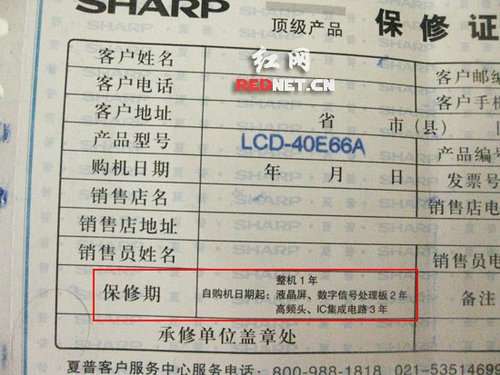 SHARP 顶级产品 保修证
红网
REDNET.CN
客户姓名 客户邮编
客户电话 客户手机
客户地址 省 市(县)
产品型号 LCD-40E66A 产品编号
购机日期 年 月 日 发票号
销售店名 销售店电
销售店地址
销售员姓名 销售员电
保修期 自购机日期起: 整机1年
液晶屏、数字信号处理板2年
高频头、IC集成电路3年
备注
承修单位盖章处
夏普客户服务中心服务电话 800-988-1818 021-53514699